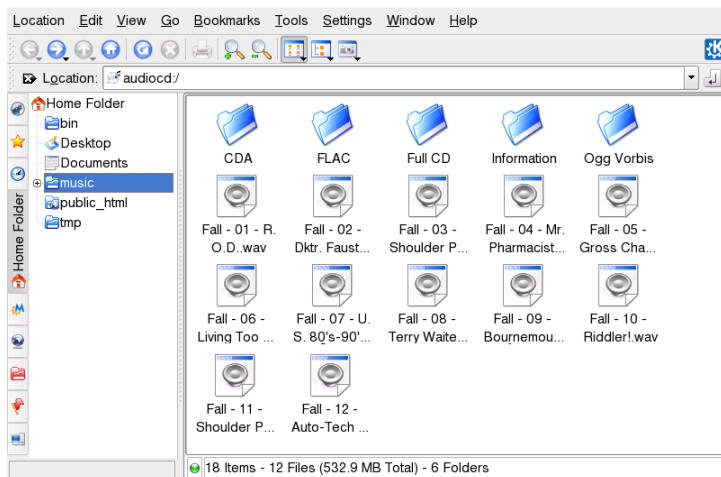 Location Edit View Go Bookmarks Tools Settings Window Help
Location: audiocd:/
Home Folder
bin
Desktop
Documents
music
public_html
tmp
Home Folder
CDA FLAC Full CD Information Ogg Vorbis
Fall - 01 - R. Fall - 02 - Fall - 03 - Fall - 04 - Mr. Fall - 05 -
O.D..wav Dktr. Faust... Shoulder P... Pharmacist... Gross Cha...
Fall - 06 - Fall - 07 - U. Fall - 08 - Fall - 09 - Fall - 10 -
Living Too ... S. 80's-90'... Terry Waite... Bournemou... Riddler!.wav
Fall - 11 - Fall - 12 -
Shoulder P... Auto-Tech ...
18 Items - 12 Files (532.9 MB Total) - 6 Folders